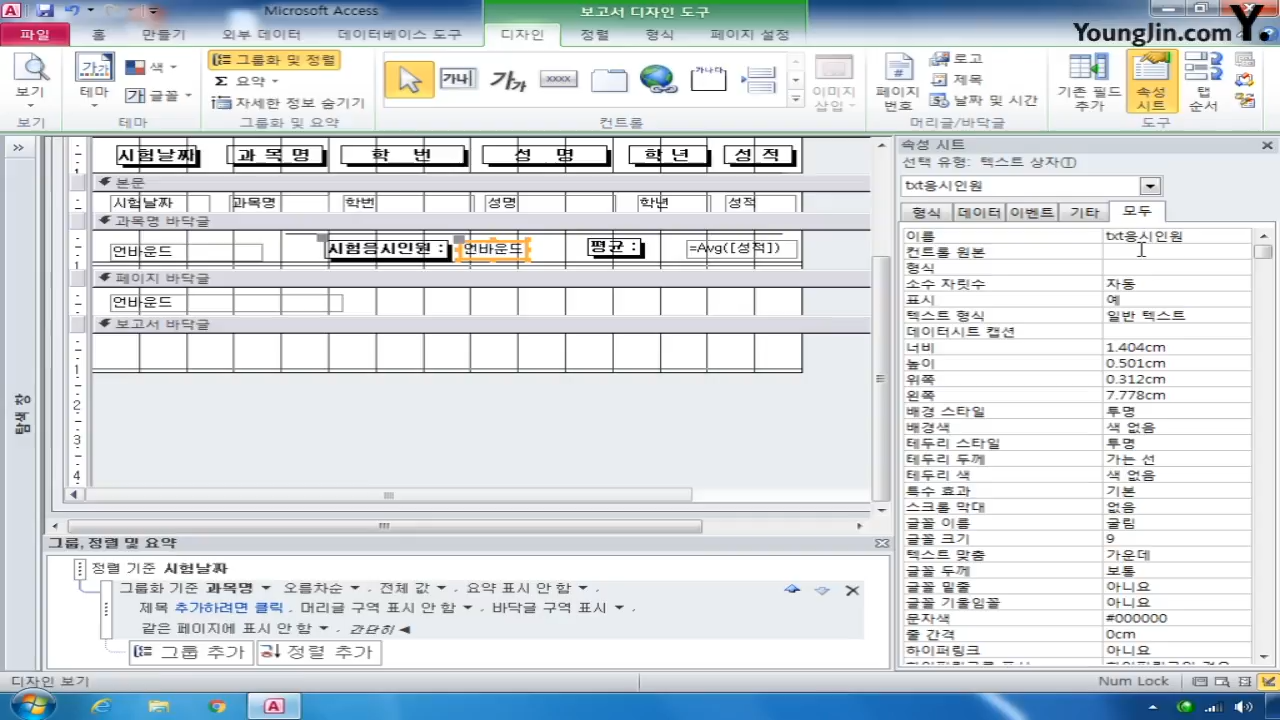 Microsoft Access
보고서 디자인 도구
YoungJin.com Y.
파일 홈 만들기 외부 데이터 데이터베이스 도구 디자인 정렬 형식 페이지 설정
보기
보기
가가
테마
색
가 글꼴
테마
그룹화 및 정렬
Σ 요약
자세한 정보 숨기기
그룹화 및 요약
가나
가가
xxxx
가나다
컨트롤
이미지
삽입
페이지
번호
로고
제목
날짜 및 시간
머리글/바닥글
기존 필드
추가
속성
시트
탭
순서
도구
»
탐색 창
시험날짜 과목명 학 번 성 명 학년 성적
본문
시험날짜 과목명 학번 성명 학년 성적
과목명 바닥글
언바운드 시험응시인원 : 언바운드 평균 : =Avg([성적])
페이지 바닥글
언바운드
보고서 바닥글
1
2
3
4
그룹, 정렬 및 요약
정렬 기준 시험날짜
그룹화 기준 과목명 오름차순 , 전체 값 , 요약 표시 안 함 ,
제목 추가하려면 클릭 , 머리글 구역 표시 안 함 , 바닥글 구역 표시 ,
같은 페이지에 표시 안 함 , 간단히 ◀
그룹 추가 정렬 추가
속성 시트
선택 유형: 텍스트 상자(I)
txt응시인원
형식 데이터 이벤트 기타 모두
이름 txt응시인원
컨트롤 원본
형식
소수 자릿수 자동
표시 예
텍스트 형식 일반 텍스트
데이터시트 캡션
너비 1.404cm
높이 0.501cm
위쪽 0.312cm
왼쪽 7.778cm
배경 스타일 투명
배경색 색 없음
테두리 스타일 투명
테두리 두께 가는 선
테두리 색 색 없음
특수 효과 기본
스크롤 막대 없음
글꼴 이름 굴림
글꼴 크기 9
텍스트 맞춤 가운데
글꼴 두께 보통
글꼴 밑줄 아니요
글꼴 기울임꼴 아니요
문자색 #000000
줄 간격 0cm
하이퍼링크 아니요
디자인 보기
Num Lock